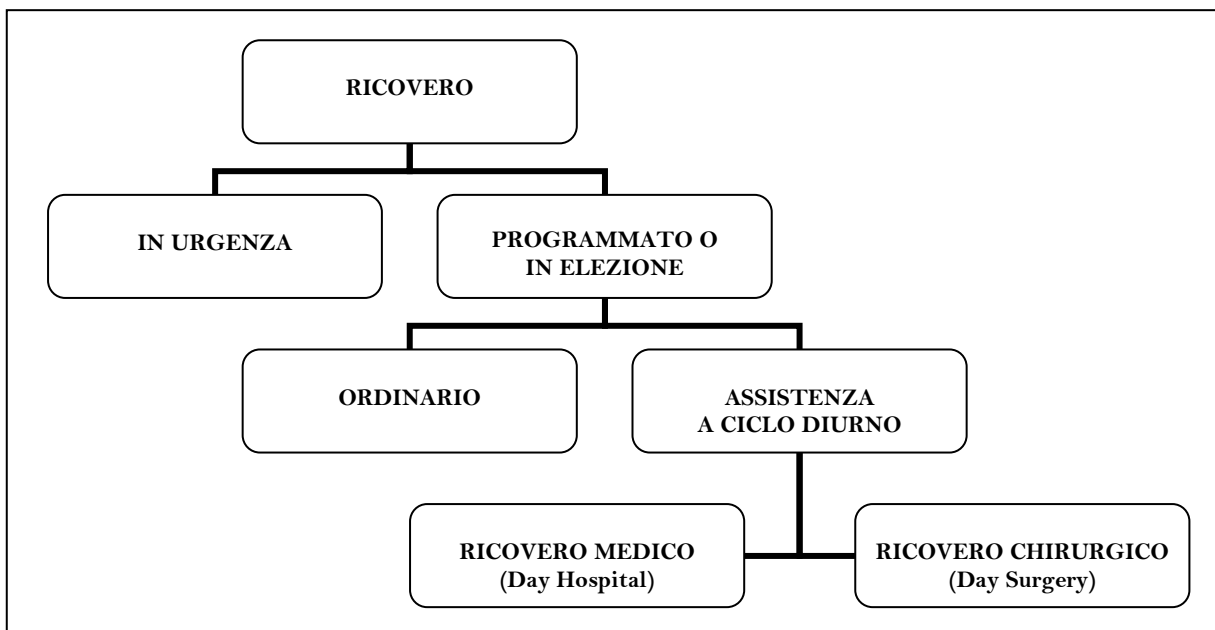 RICOVERO
IN URGENZA
PROGRAMMATO O
IN ELEZIONE
ORDINARIO
ASSISTENZA
A CICLO DIURNO
RICOVERO MEDICO
(Day Hospital)
RICOVERO CHIRURGICO
(Day Surgery)